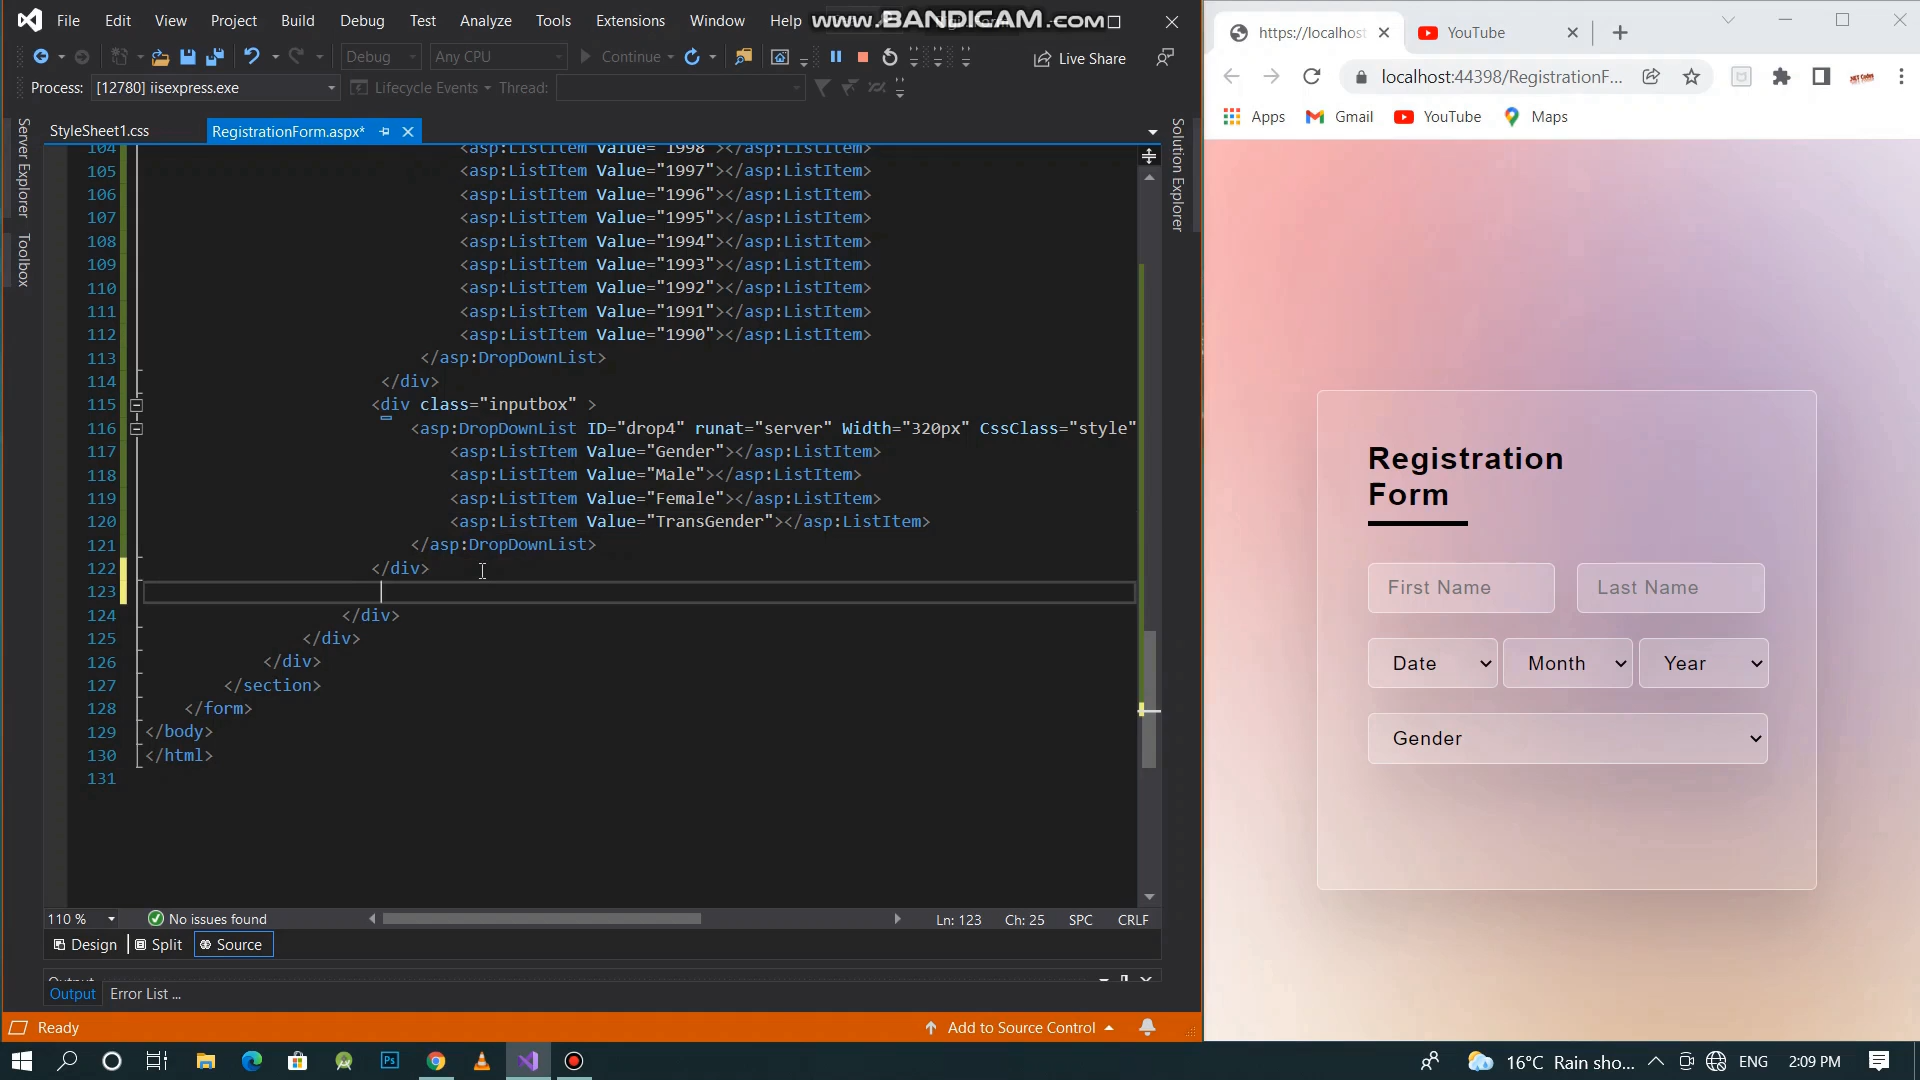 File Edit View Project Build Debug Test Analyze Tools Extensions Window Help
www.BANDICAM.com
Debug Any CPU Continue Live Share
Process: [12780] iisexpress.exe Lifecycle Events Thread:
StyleSheet1.css RegistrationForm.aspx*
Server Explorer
Toolbox
Solution Explorer
104 <asp:ListItem Value="1998"></asp:ListItem>
105 <asp:ListItem Value="1997"></asp:ListItem>
106 <asp:ListItem Value="1996"></asp:ListItem>
107 <asp:ListItem Value="1995"></asp:ListItem>
108 <asp:ListItem Value="1994"></asp:ListItem>
109 <asp:ListItem Value="1993"></asp:ListItem>
110 <asp:ListItem Value="1992"></asp:ListItem>
111 <asp:ListItem Value="1991"></asp:ListItem>
112 <asp:ListItem Value="1990"></asp:ListItem>
113 </asp:DropDownList>
114 </div>
115 <div class="inputbox" >
116 <asp:DropDownList ID="drop4" runat="server" Width="320px" CssClass="style"
117 <asp:ListItem Value="Gender"></asp:ListItem>
118 <asp:ListItem Value="Male"></asp:ListItem>
119 <asp:ListItem Value="Female"></asp:ListItem>
120 <asp:ListItem Value="TransGender"></asp:ListItem>
121 </asp:DropDownList>
122 </div>
123
124 </div>
125 </div>
126 </div>
127 </section>
128 </form>
129 </body>
130 </html>
131
110 % No issues found Ln: 123 Ch: 25 SPC CRLF
Design Split Source
Output
Output Error List ...
Ready Add to Source Control
https://localhost YouTube
localhost:44398/RegistrationF...
Apps Gmail YouTube Maps
Registration
Form
First Name Last Name
Date Month Year
Gender
16°C Rain sho... ENG 2:09 PM